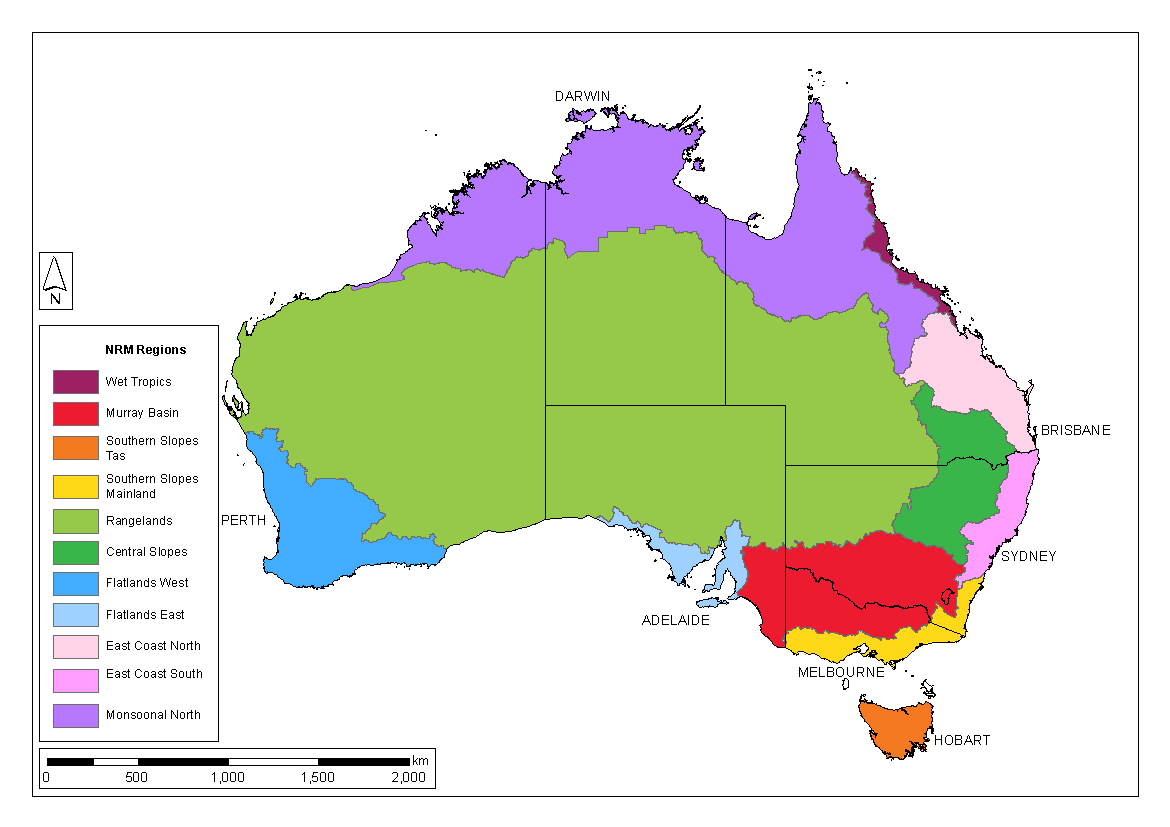 DARWIN
N
NRM Regions
Wet Tropics
Murray Basin
Southern Slopes
Tas
Southern Slopes
Mainland
Rangelands
Central Slopes
Flatlands West
Flatlands East
East Coast North
East Coast South
Monsoonal North
BRISBANE
PERTH
SYDNEY
ADELAIDE
MELBOURNE
HOBART
km
0 500 1,000 1,500 2,000